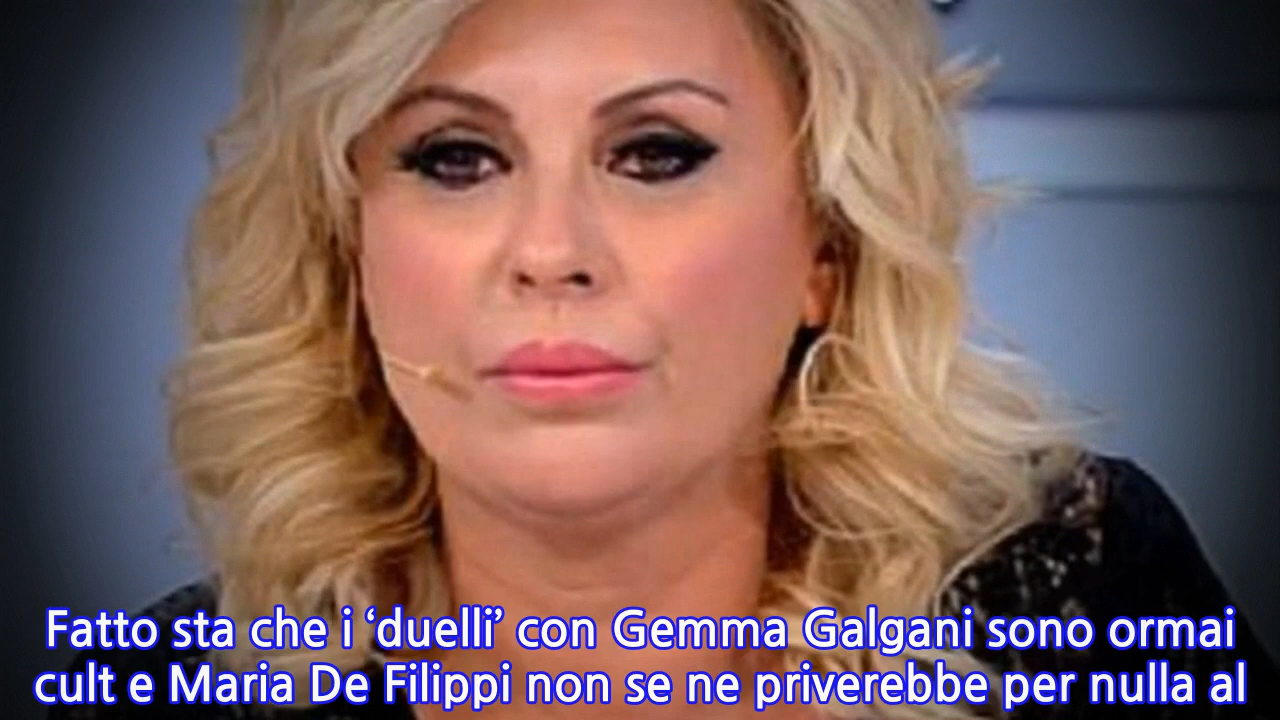 Fatto sta che i ‘duelli’ con Gemma Galgani sono ormai
cult e Maria De Filippi non se ne priverebbe per nulla al